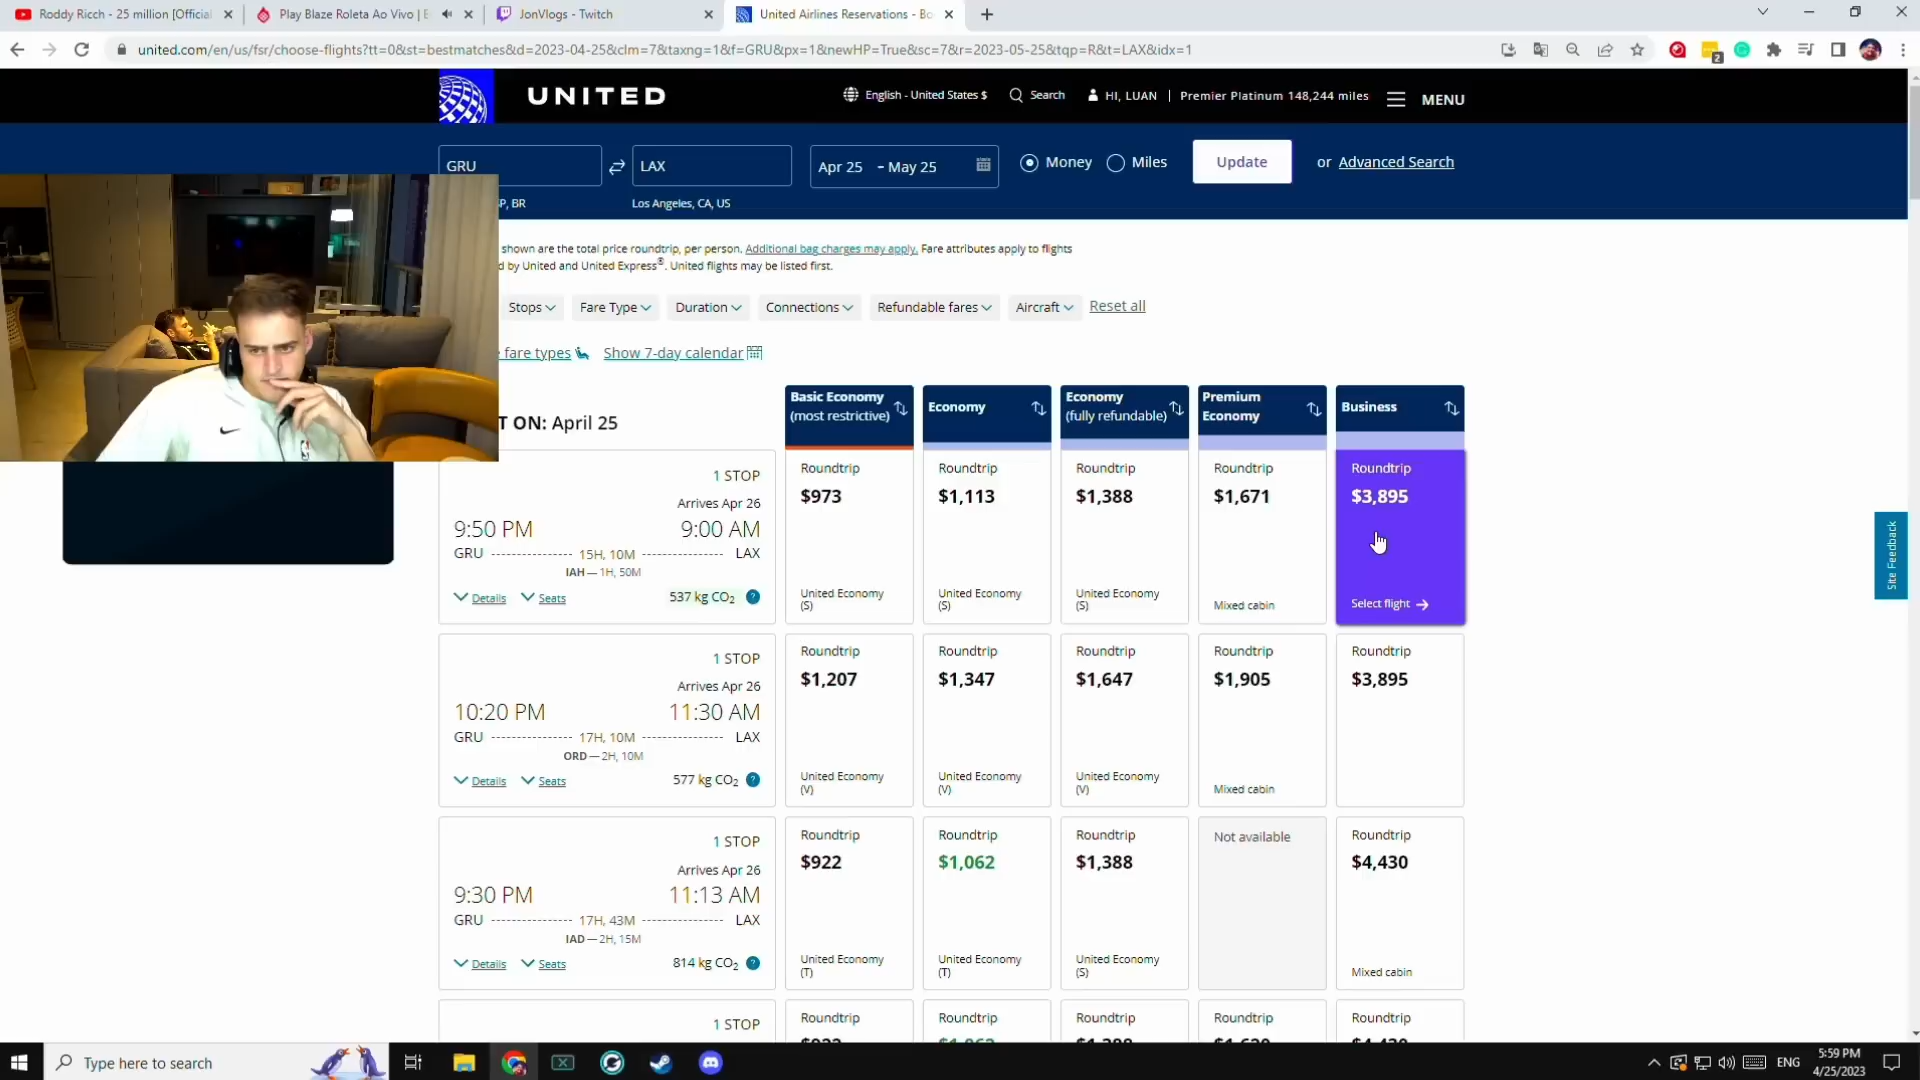 Roddy Ricch - 25 million [Official
Play Blaze Roleta Ao Vivo | B
JonVlogs - Twitch
United Airlines Reservations - Bo
united.com/en/us/fsr/choose-flights?tt=0&st=bestmatches&d=2023-04-25&clm=7&taxng=1&f=GRU&px=1&newHP=True&sc=7&r=2023-05-25&tqp=R&t=LAX&idx=1
2
UNITED
English - United States $
Search
HI, LUAN | Premier Platinum 148,244 miles
MENU
GRU
LAX
Apr 25 - May 25
Money
Miles
Update
or Advanced Search
P, BR
Los Angeles, CA, US
shown are the total price roundtrip, per person. Additional bag charges may apply. Fare attributes apply to flights
d by United and United Express®. United flights may be listed first.
Stops
Fare Type
Duration
Connections
Refundable fares
Aircraft
Reset all
fare types
Show 7-day calendar
T ON: April 25
Basic Economy
(most restrictive)
Economy
Economy
(fully refundable)
Premium
Economy
Business
1 STOP
Arrives Apr 26
9:50 PM 9:00 AM
GRU 15H, 10M LAX
IAH — 1H, 50M
Details Seats 537 kg CO2 ?
Roundtrip
$973
United Economy
(S)
Roundtrip
$1,113
United Economy
(S)
Roundtrip
$1,388
United Economy
(S)
Roundtrip
$1,671
Mixed cabin
Roundtrip
$3,895
Select flight
1 STOP
Arrives Apr 26
10:20 PM 11:30 AM
GRU 17H, 10M LAX
ORD — 2H, 10M
Details Seats 577 kg CO2 ?
Roundtrip
$1,207
United Economy
(V)
Roundtrip
$1,347
United Economy
(V)
Roundtrip
$1,647
United Economy
(V)
Roundtrip
$1,905
Mixed cabin
Roundtrip
$3,895
1 STOP
Arrives Apr 26
9:30 PM 11:13 AM
GRU 17H, 43M LAX
IAD — 2H, 15M
Details Seats 814 kg CO2 ?
Roundtrip
$922
United Economy
(T)
Roundtrip
$1,062
United Economy
(T)
Roundtrip
$1,388
United Economy
(S)
Not available
Roundtrip
$4,430
Mixed cabin
1 STOP
Roundtrip
Roundtrip
Roundtrip
Roundtrip
Roundtrip
Site Feedback
Type here to search
ENG
5:59 PM
4/25/2023